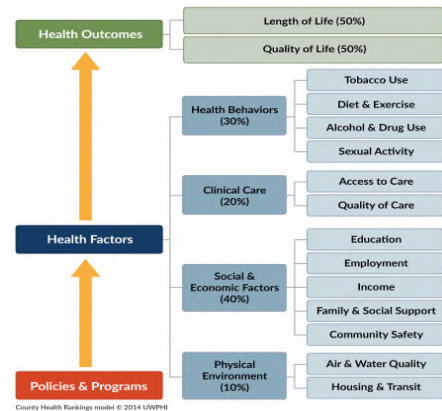 Health Outcomes
Length of Life (50%)
Quality of Life (50%)
Health Behaviors
(30%)
Tobacco Use
Diet & Exercise
Alcohol & Drug Use
Sexual Activity
Clinical Care
(20%)
Access to Care
Quality of Care
Health Factors
Social &
Economic Factors
(40%)
Education
Employment
Income
Family & Social Support
Community Safety
Physical
Environment
(10%)
Air & Water Quality
Housing & Transit
Policies & Programs
County Health Rankings model © 2014 UWPHI